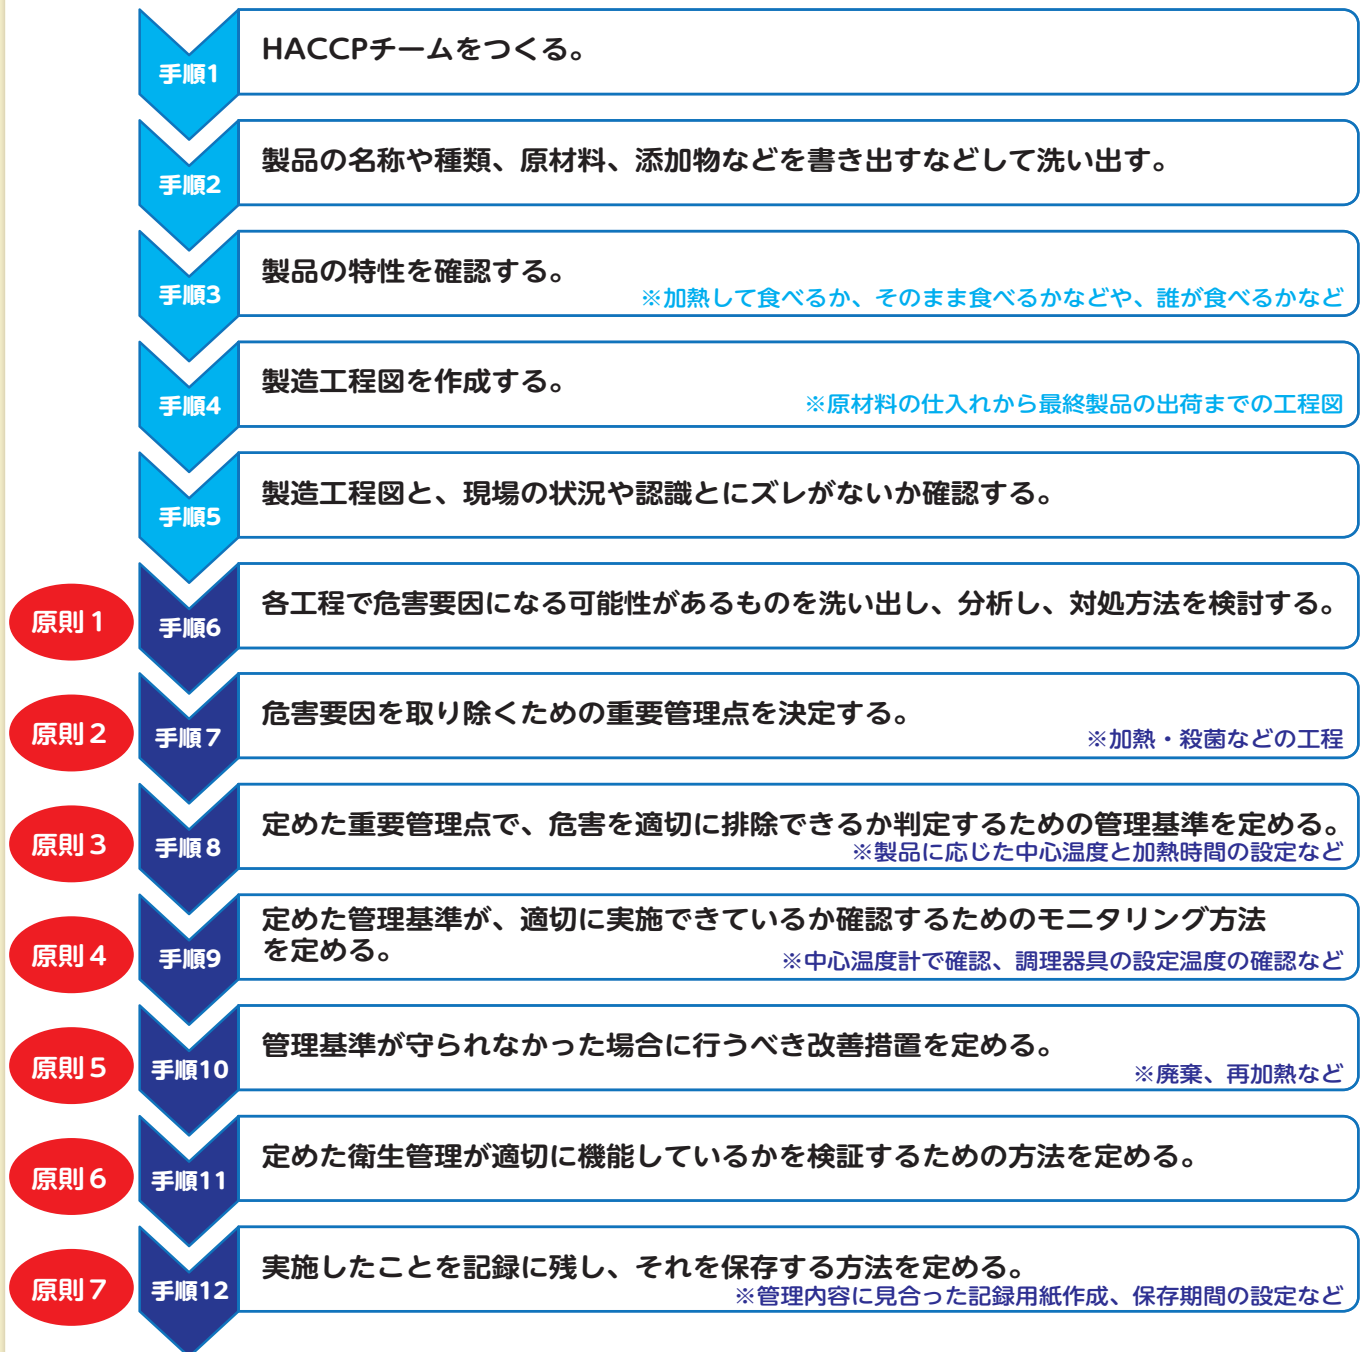 手順1
HACCPチームをつくる。
手順2
製品の名称や種類、原材料、添加物などを書き出すなどして洗い出す。
手順3
製品の特性を確認する。
※加熱して食べるか、そのまま食べるかなどや、誰が食べるかなど
手順4
製造工程図を作成する。
※原材料の仕入れから最終製品の出荷までの工程図
手順5
製造工程図と、現場の状況や認識とにズレがないか確認する。
原則1
手順6
各工程で危害要因になる可能性があるものを洗い出し、分析し、対処方法を検討する。
原則2
手順7
危害要因を取り除くための重要管理点を決定する。
※加熱・殺菌などの工程
原則3
手順8
定めた重要管理点で、危害を適切に排除できるか判定するための管理基準を定める。
※製品に応じた中心温度と加熱時間の設定など
原則4
手順9
定めた管理基準が、適切に実施できているか確認するためのモニタリング方法
を定める。
※中心温度計で確認、調理器具の設定温度の確認など
原則5
手順10
管理基準が守られなかった場合に行うべき改善措置を定める。
※廃棄、再加熱など
原則6
手順11
定めた衛生管理が適切に機能しているかを検証するための方法を定める。
原則7
手順12
実施したことを記録に残し、それを保存する方法を定める。
※管理内容に見合った記録用紙作成、保存期間の設定など